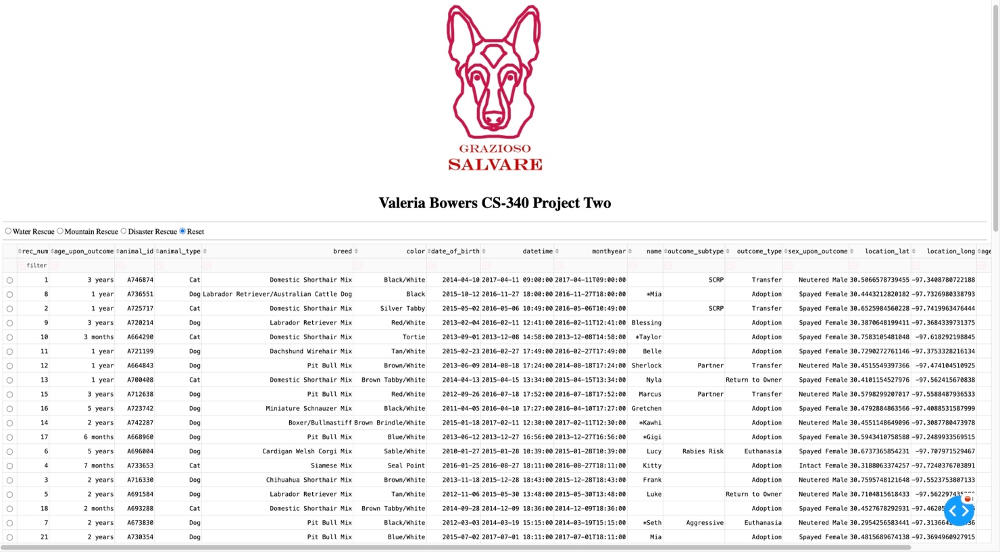 GRAZIOSO
SALVARE
Valeria Bowers CS-340 Project Two
Water Rescue Mountain Rescue Disaster Rescue Reset
rec_num age_upon_outcome animal_id animal_type breed color date_of_birth datetime monthyear name outcome_subtype outcome_type sex_upon_outcome location_lat location_long age
filter
1 3 years A746874 Cat Domestic Shorthair Mix Black/White 2014-04-10 2017-04-11 09:00:00 2017-04-11T09:00:00 SCRP Transfer Neutered Male 30.5066578739455 -97.3408780722188
8 1 year A736551 Dog Labrador Retriever/Australian Cattle Dog Black 2015-10-12 2016-11-27 18:00:00 2016-11-27T18:00:00 *Mia Adoption Spayed Female 30.4443212820182 -97.7326980338793
2 1 year A725717 Cat Domestic Shorthair Mix Silver Tabby 2015-05-02 2016-05-06 10:49:00 2016-05-06T10:49:00 SCRP Transfer Spayed Female 30.6525984560228 -97.7419963476444
9 3 years A720214 Dog Labrador Retriever Mix Red/White 2013-02-04 2016-02-11 12:41:00 2016-02-11T12:41:00 Blessing Adoption Spayed Female 30.3870648199411 -97.3684339731375
10 3 months A664290 Cat Domestic Shorthair Mix Tortie 2013-09-01 2013-12-08 14:58:00 2013-12-08T14:58:00 *Taylor Adoption Spayed Female 30.7583105481048 -97.618292198845
11 1 year A721199 Dog Dachshund Wirehair Mix Tan/White 2015-02-23 2016-02-27 17:49:00 2016-02-27T17:49:00 Belle Adoption Spayed Female 30.7290272761146 -97.3753328216134
12 1 year A664843 Dog Pit Bull Mix Brown/White 2013-06-09 2014-08-18 17:24:00 2014-08-18T17:24:00 Sherlock Partner Transfer Neutered Male 30.4515549397366 -97.474104510925
13 1 year A700408 Cat Domestic Shorthair Mix Brown Tabby/White 2014-04-13 2015-04-15 13:34:00 2015-04-15T13:34:00 Nyla Return to Owner Spayed Female 30.4101154527976 -97.562415670838
15 3 years A712638 Dog Pit Bull Mix Red/White 2012-09-26 2016-07-18 17:52:00 2016-07-18T17:52:00 Marcus Partner Transfer Neutered Male 30.5798299207017 -97.5588487936533
16 5 years A723742 Dog Miniature Schnauzer Mix Black/White 2011-04-05 2016-04-10 17:27:00 2016-04-10T17:27:00 Gretchen Adoption Spayed Female 30.4792884863566 -97.4088531587999
14 2 years A742287 Dog Boxer/Bullmastiff Brown Brindle/White 2015-01-18 2017-02-11 12:30:00 2017-02-11T12:30:00 *Kawhi Adoption Neutered Male 30.4551148649096 -97.3087780473978
17 6 months A668960 Dog Pit Bull Mix Blue/White 2013-06-12 2013-12-27 16:56:00 2013-12-27T16:56:00 *Gigi Adoption Spayed Female 30.5943410758588 -97.2489933569515
6 5 years A696004 Dog Cardigan Welsh Corgi Mix Sable/White 2010-01-27 2015-01-28 10:39:00 2015-01-28T10:39:00 Lucy Rabies Risk Euthanasia Spayed Female 30.6737365854231 -97.707971529467
4 7 months A733653 Cat Siamese Mix Seal Point 2016-01-25 2016-08-27 18:11:00 2016-08-27T18:11:00 Kitty Adoption Intact Female 30.3188063374257 -97.7240376703891
3 2 years A716330 Dog Chihuahua Shorthair Mix Brown/White 2013-11-18 2015-12-28 18:43:00 2015-12-28T18:43:00 Frank Adoption Neutered Male 30.7595748121648 -97.5523753807133
5 2 years A691584 Dog Labrador Retriever Mix Tan/White 2012-11-06 2015-05-30 13:48:00 2015-05-30T13:48:00 Luke Return to Owner Neutered Male 30.7104815618433
18 2 months A693288 Cat Domestic Shorthair Mix Brown Tabby/White 2014-09-28 2014-12-09 18:36:00 2014-12-09T18:36:00 Adoption Spayed Female 30.4527678292931
7 2 years A673830 Dog Pit Bull Mix Black/White 2012-03-03 2014-03-19 15:15:00 2014-03-19T15:15:00 *Seth Aggressive Euthanasia Neutered Male 30.2954256583441
21 2 years A730354 Dog Pit Bull Mix Blue/White 2015-07-02 2017-07-01 18:11:00 2017-07-01T18:11:00 Mia Adoption Spayed Female 30.4815689674138 -97.3694960927915